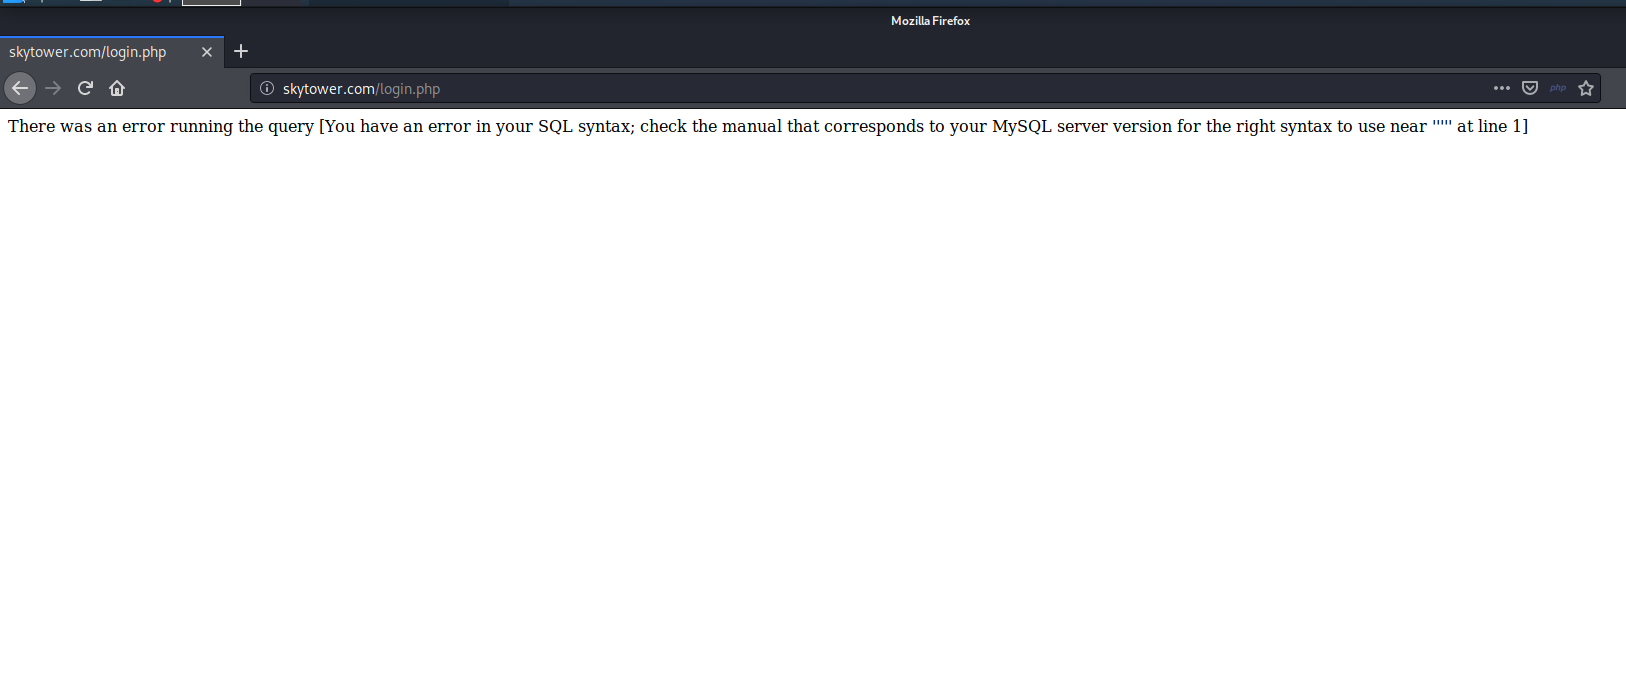 Mozilla Firefox
skytower.com/login.php
skytower.com/login.php
php
There was an error running the query [You have an error in your SQL syntax; check the manual that corresponds to your MySQL server version for the right syntax to use near ''''' at line 1]